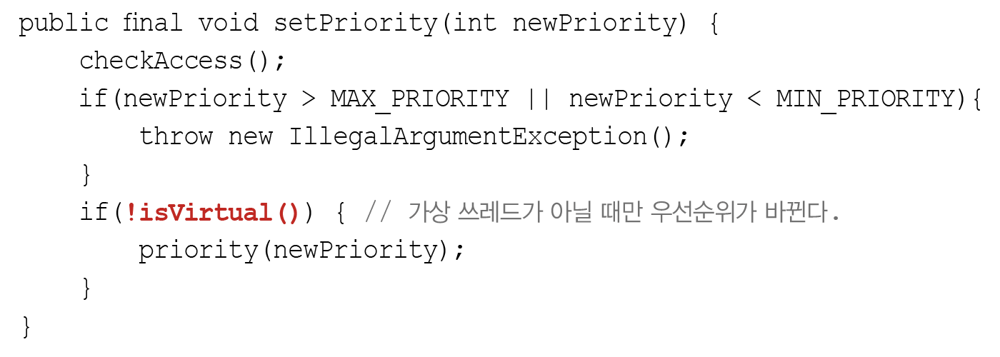 public final void setPriority(int newPriority) {
    checkAccess();
    if(newPriority > MAX_PRIORITY || newPriority < MIN_PRIORITY){
        throw new IllegalArgumentException();
    }
    if(!isVirtual()) { // 가상 쓰레드가 아닐 때만 우선순위가 바뀐다.
        priority(newPriority);
    }
}